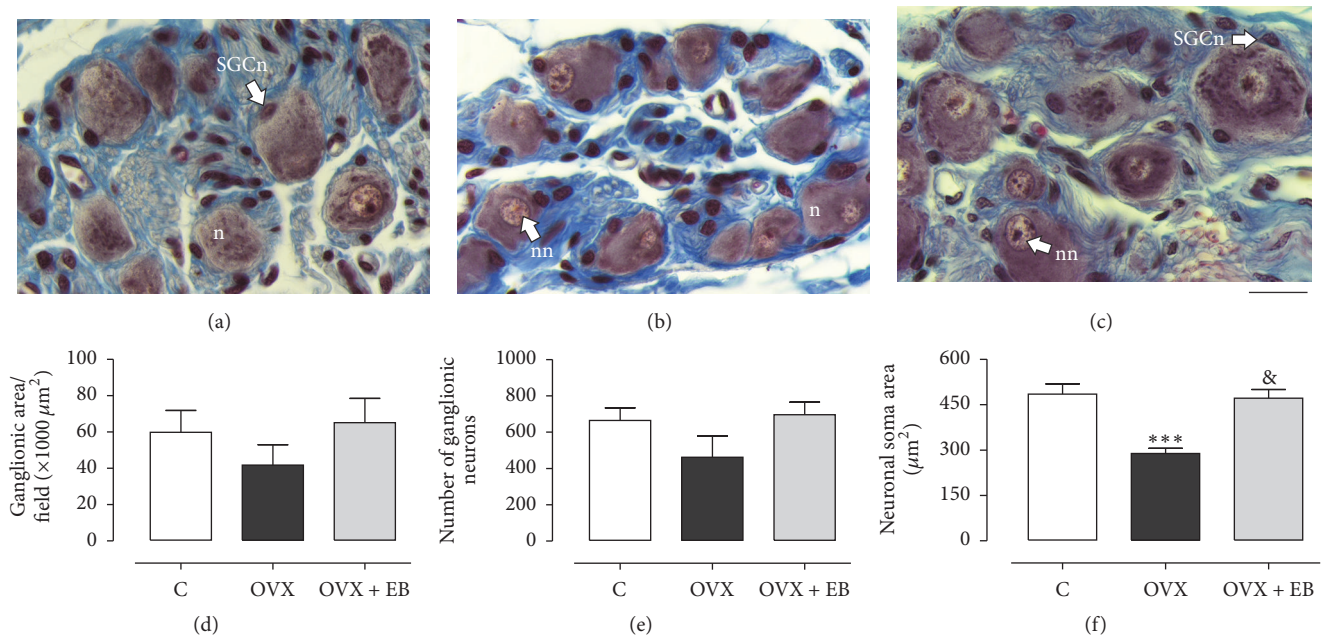 SGCn
n
(a)
nn
n
(b)
SGCn
nn
(c)
Ganglionic area/
field (×1000 μm²)
100
80
60
40
20
0
C OVX OVX + EB
(d)
Number of ganglionic
neurons
1000
800
600
400
200
0
C OVX OVX + EB
(e)
Neuronal soma area
(μm²)
600
450
300
150
0
***
&
C OVX OVX + EB
(f)